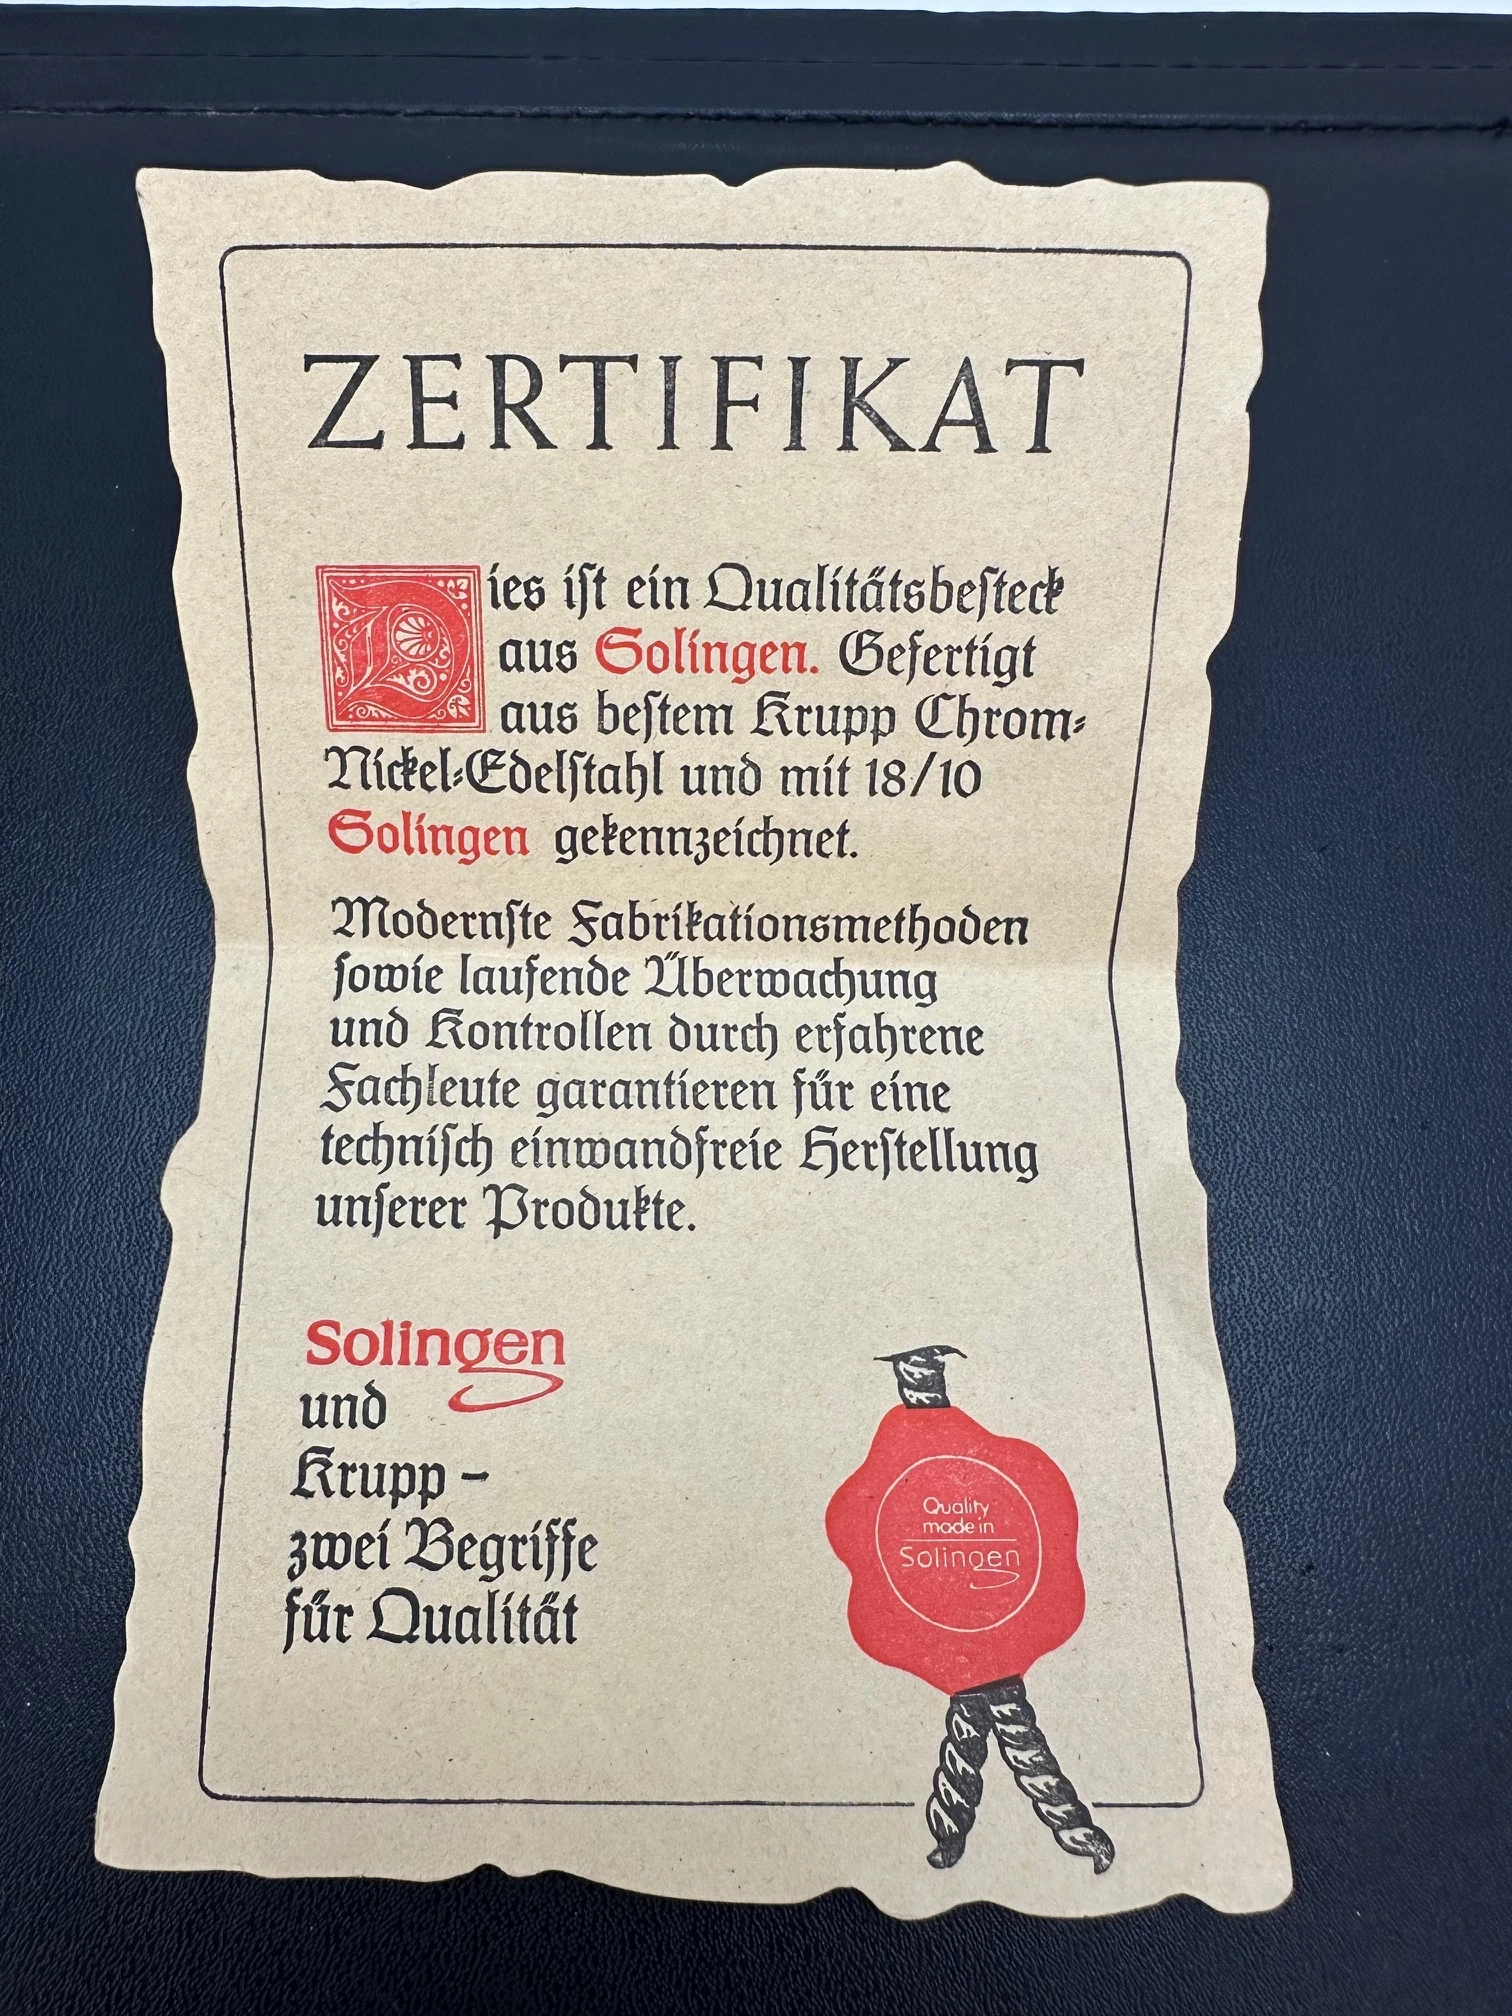 ZERTIFIKAT
Dies iſt ein Qualitätsbeſteck
aus Solingen. Gefertigt
aus beſtem Krupp Chrom-
Nickel-Edelſtahl und mit 18/10
Solingen gekennzeichnet.
Modernſte Fabrikationsmethoden
ſowie laufende Überwachung
und Kontrollen durch erfahrene
Fachleute garantieren für eine
techniſch einwandfreie Herſtellung
unſerer Produkte.
Solingen
und
Krupp –
zwei Begriffe
für Qualität
Quality
made in
Solingen